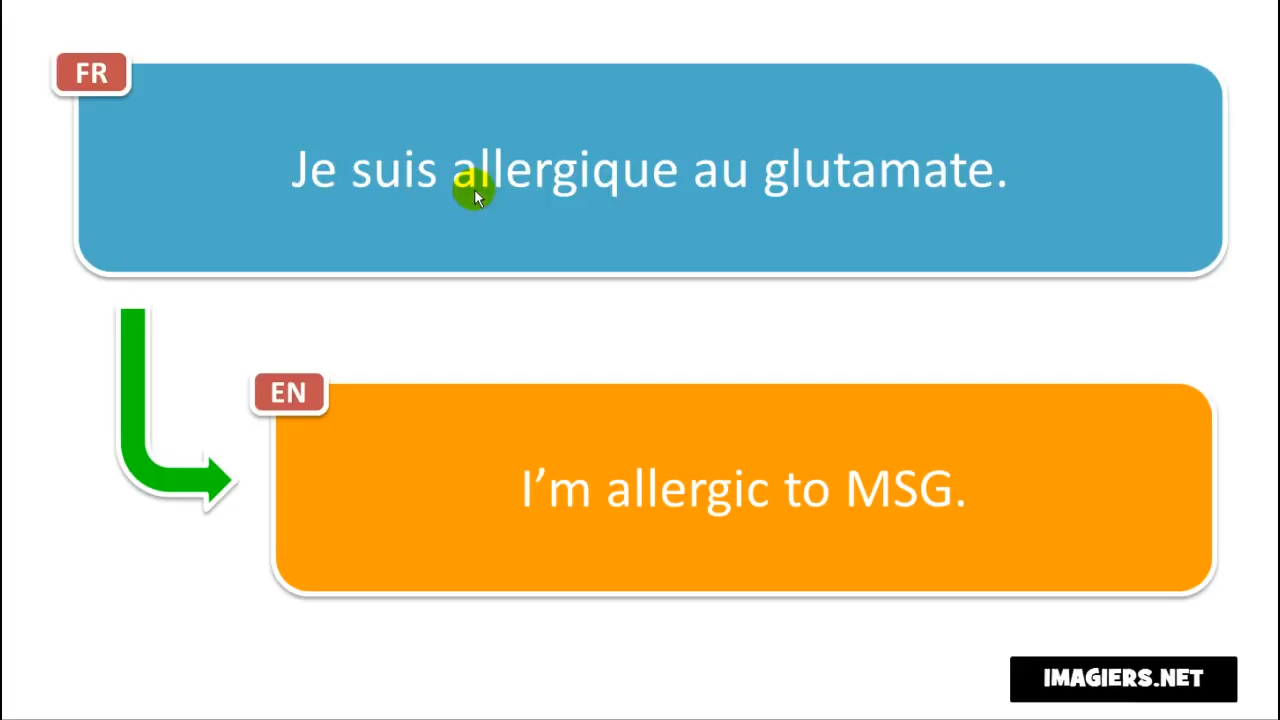 FR
Je suis allergique au glutamate.
EN
I’m allergic to MSG.
IMAGIERS.NET